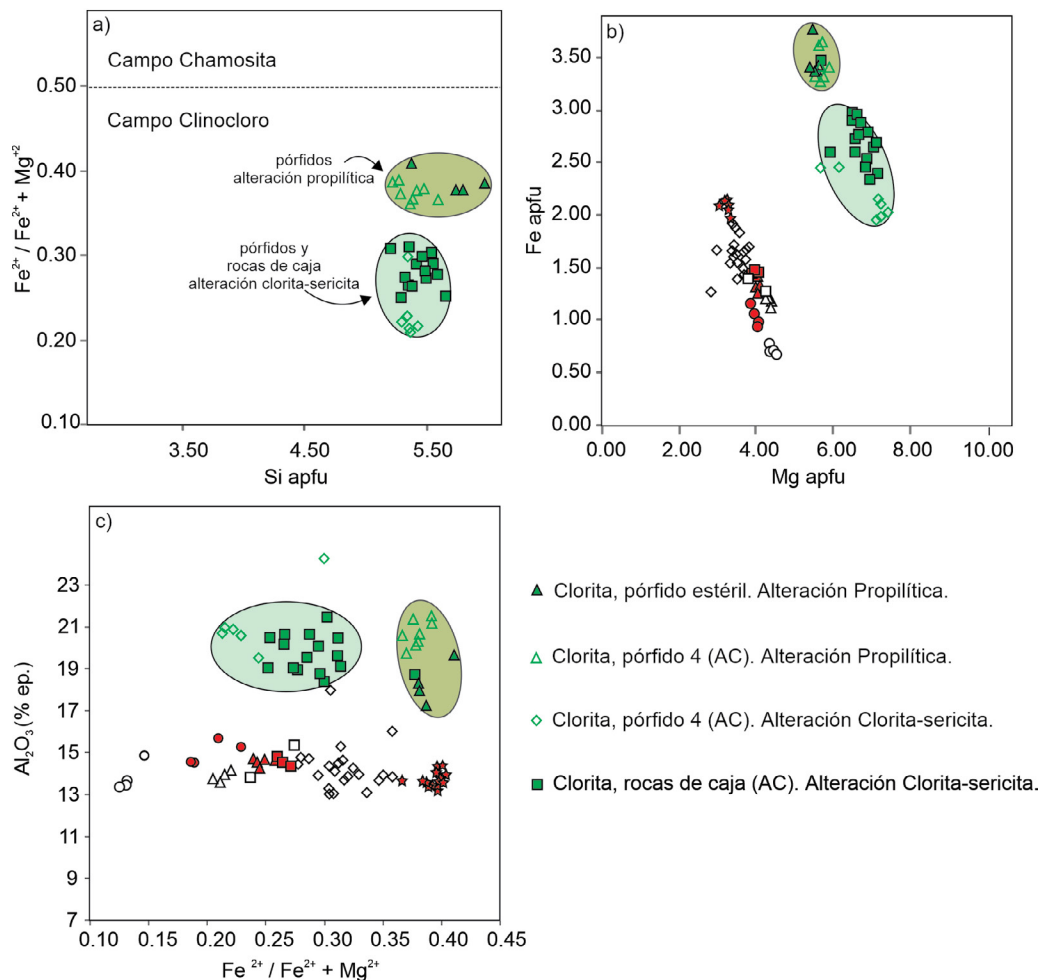 a)
Campo Chamosita
Campo Clinocloro
pórfidos
alteración propilítica
pórfidos y
rocas de caja
alteración clorita-sericita
0.50
0.40
0.30
0.20
0.10
Fe²⁺ / Fe²⁺ + Mg⁺²
3.50 4.50 5.50
Si apfu
b)
3.50
3.00
2.50
2.00
1.50
1.00
0.50
0.00
Fe apfu
0.00 2.00 4.00 6.00 8.00 10.00
Mg apfu
c)
23
21
19
17
15
13
11
9
7
Al₂O₃ (% ep.)
0.10 0.15 0.20 0.25 0.30 0.35 0.40 0.45
Fe ²⁺ / Fe²⁺ + Mg²⁺
Clorita, pórfido estéril. Alteración Propilítica.
Clorita, pórfido 4 (AC). Alteración Propilítica.
Clorita, pórfido 4 (AC). Alteración Clorita-sericita.
Clorita, rocas de caja (AC). Alteración Clorita-sericita.